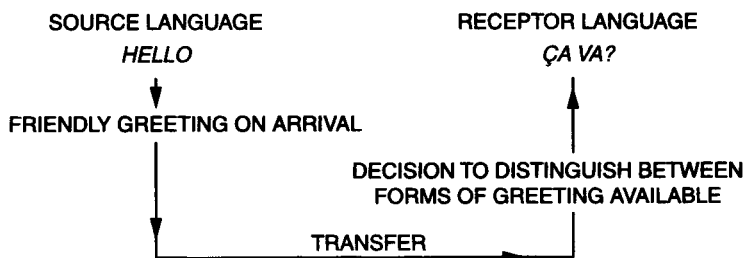 SOURCE LANGUAGE
HELLO
FRIENDLY GREETING ON ARRIVAL
RECEPTOR LANGUAGE
ÇA VA?
DECISION TO DISTINGUISH BETWEEN
FORMS OF GREETING AVAILABLE
TRANSFER